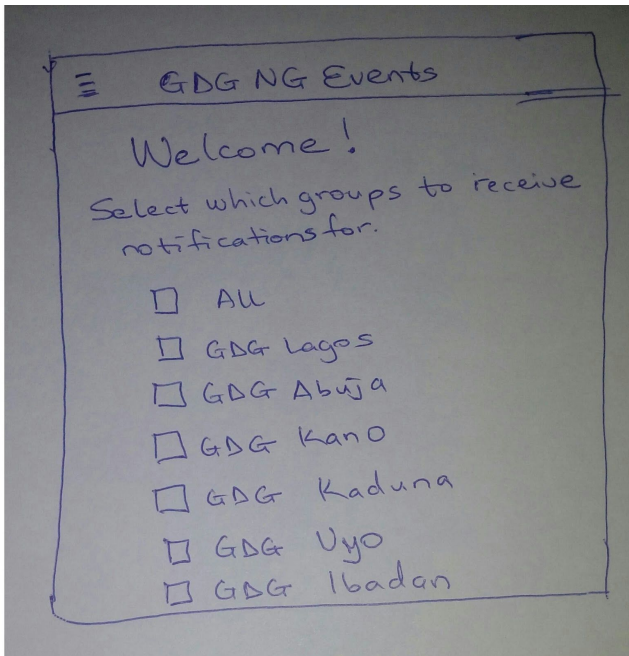 GDG NG Events
Welcome!
Select which groups to receive
notifications for.
All
GDG Lagos
GDG Abuja
GDG Kano
GDG Kaduna
GDG Uyo
GDG Ibadan